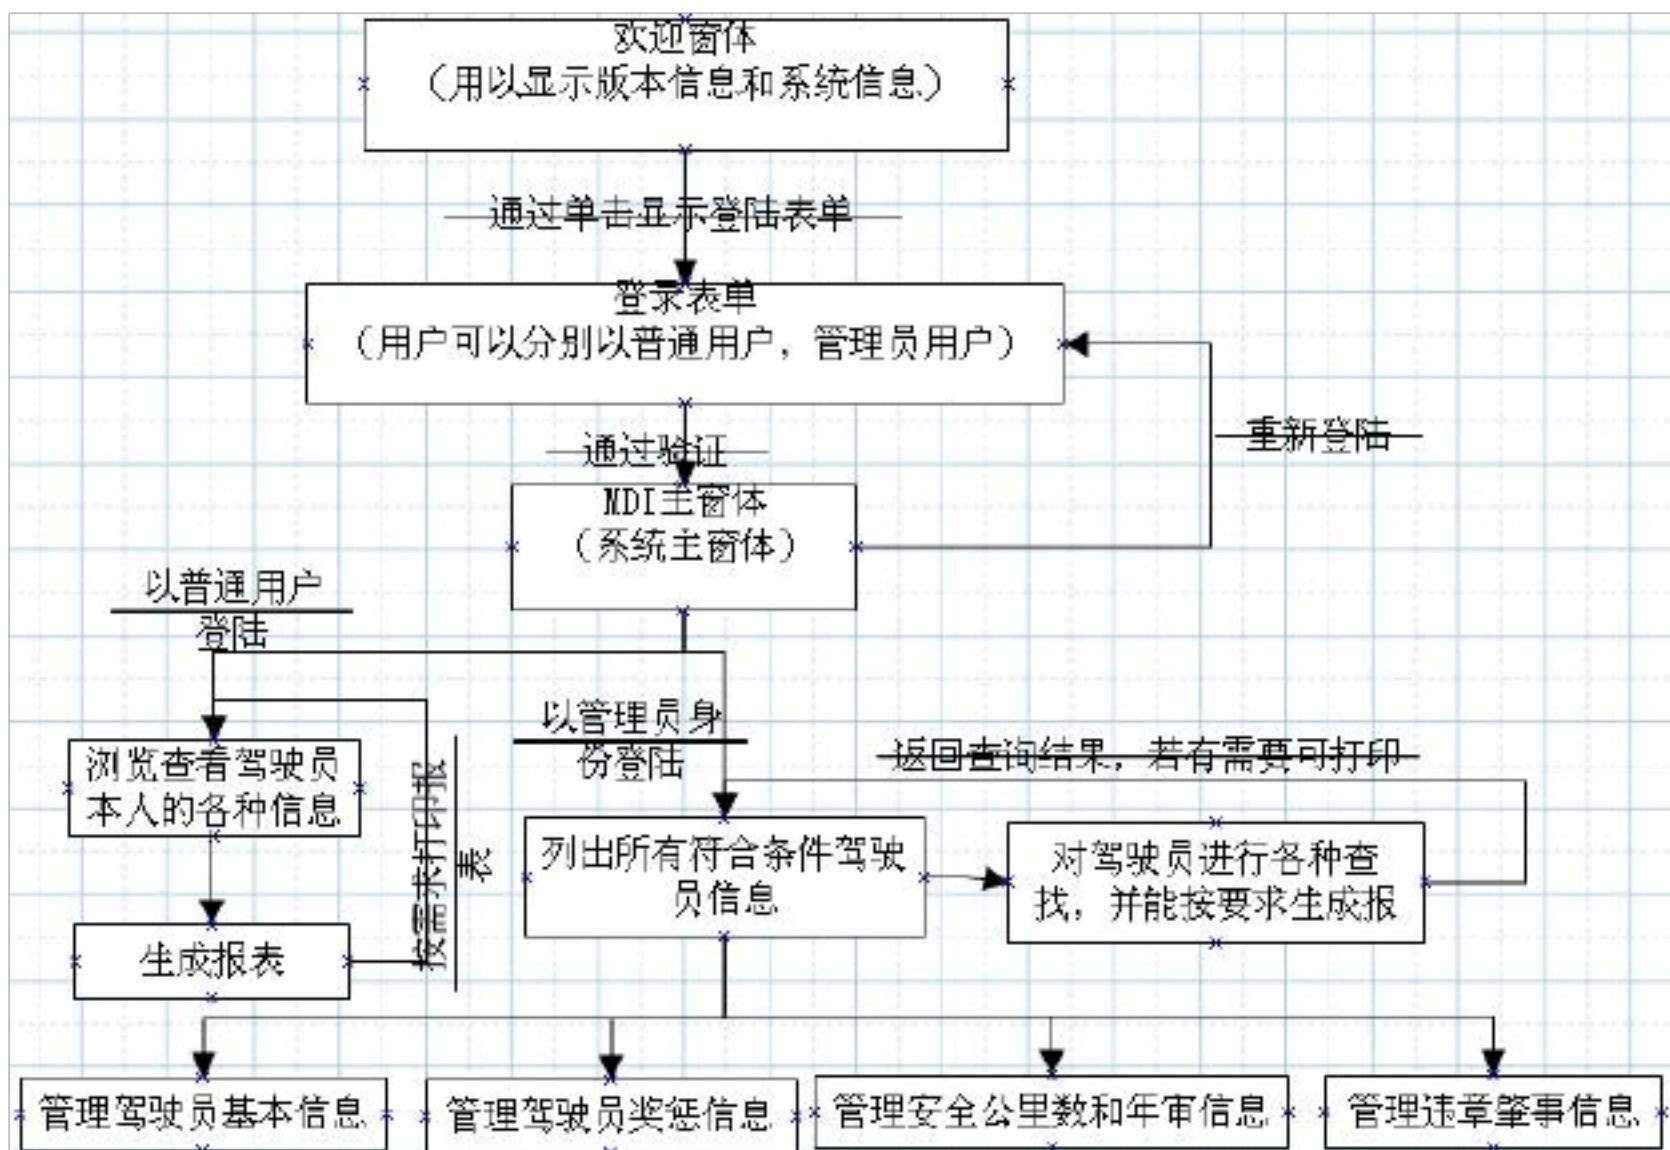 欢迎窗体
（用以显示版本信息和系统信息）
通过单击显示登陆表单
登录表单
（用户可以分别以普通用户，管理员用户）
通过验证
重新登陆
MDI主窗体
（系统主窗体）
以普通用户
登陆
以管理员身
份登陆
返回查询结果，若有需要可打印
浏览查看驾驶员
本人的各种信息
按需求打印报
表
列出所有符合条件驾驶
员信息
对驾驶员进行各种查
找，并能按要求生成报
生成报表
管理驾驶员基本信息
管理驾驶员奖惩信息
管理安全公里数和年审信息
管理违章肇事信息